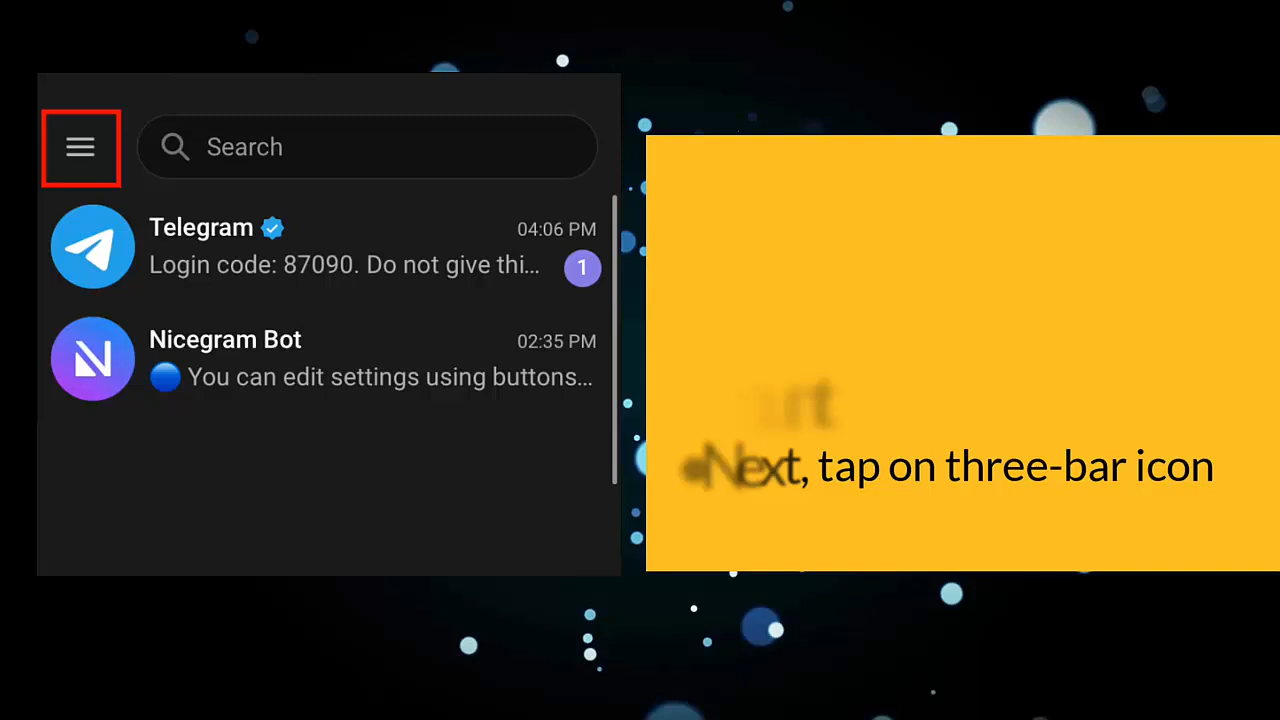 Search
Telegram
04:06 PM
Login code: 87090. Do not give thi...
1
Nicegram Bot
02:35 PM
You can edit settings using buttons...
•Next, tap on three-bar icon